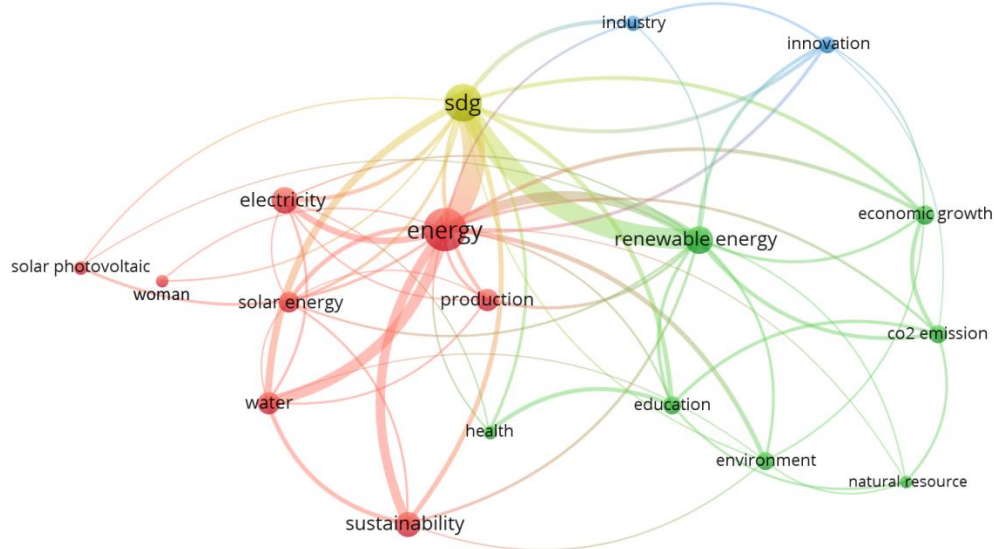 industry
innovation
sdg
electricity
economic growth
energy
renewable energy
solar photovoltaic
woman
solar energy
production
co2 emission
water
education
health
environment
natural resource
sustainability